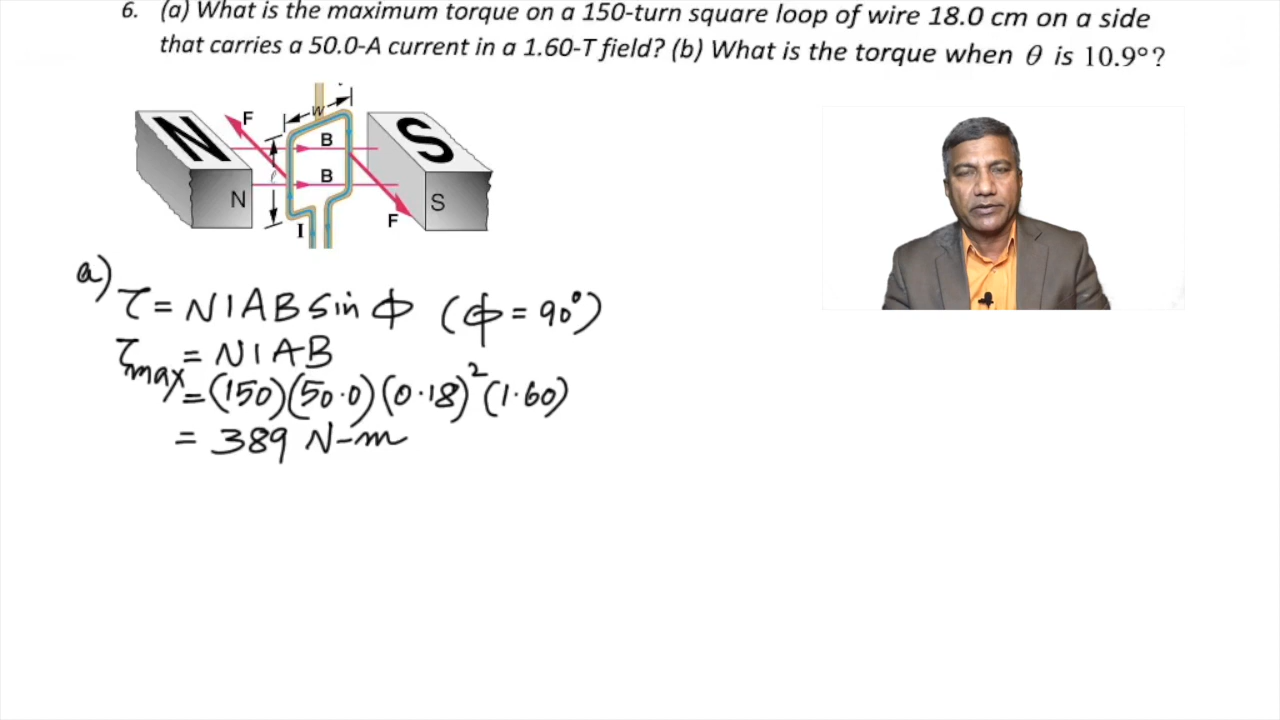 6. (a) What is the maximum torque on a 150-turn square loop of wire 18.0 cm on a side
that carries a 50.0-A current in a 1.60-T field? (b) What is the torque when θ is 10.9°?
N
S
F
w
B
ℓ
B
N
S
F
I
a)
τ = NIAB Sin φ (φ = 90°)
τmax = NIAB
= (150)(50.0)(0.18)²(1.60)
= 389 N-m